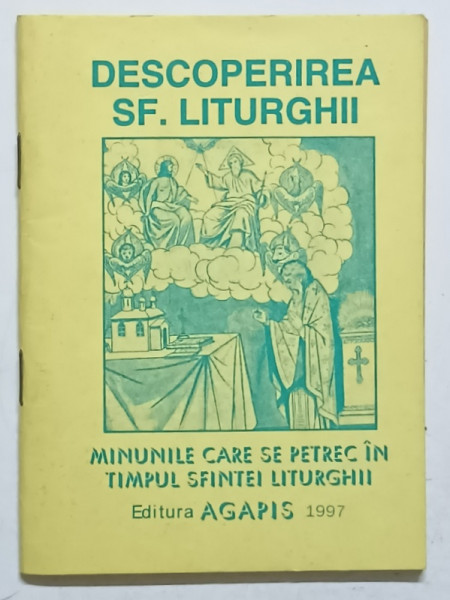 DESCOPERIREA
SF. LITURGHII
MINUNILE CARE SE PETREC ÎN
TIMPUL SFINTEI LITURGHII
Editura AGAPIS 1997